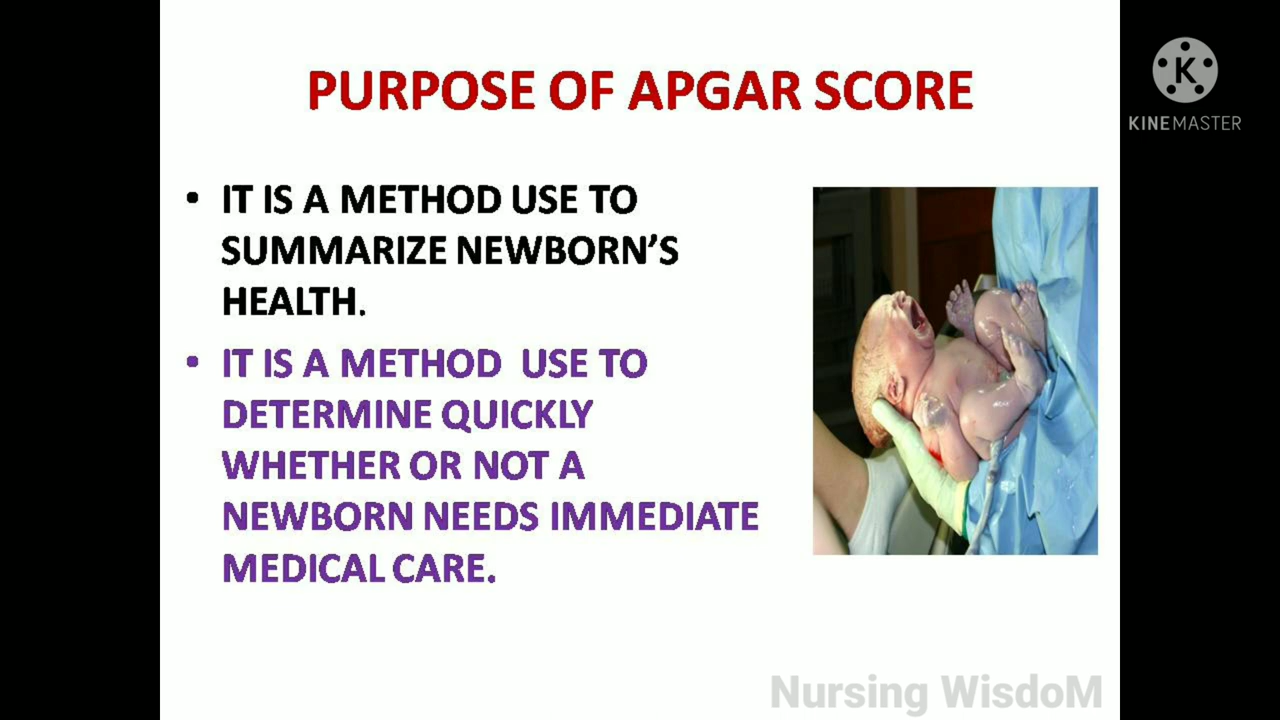 PURPOSE OF APGAR SCORE
• IT IS A METHOD USE TO
SUMMARIZE NEWBORN’S
HEALTH.
• IT IS A METHOD USE TO
DETERMINE QUICKLY
WHETHER OR NOT A
NEWBORN NEEDS IMMEDIATE
MEDICAL CARE.
K
KINEMASTER
Nursing WisdoM